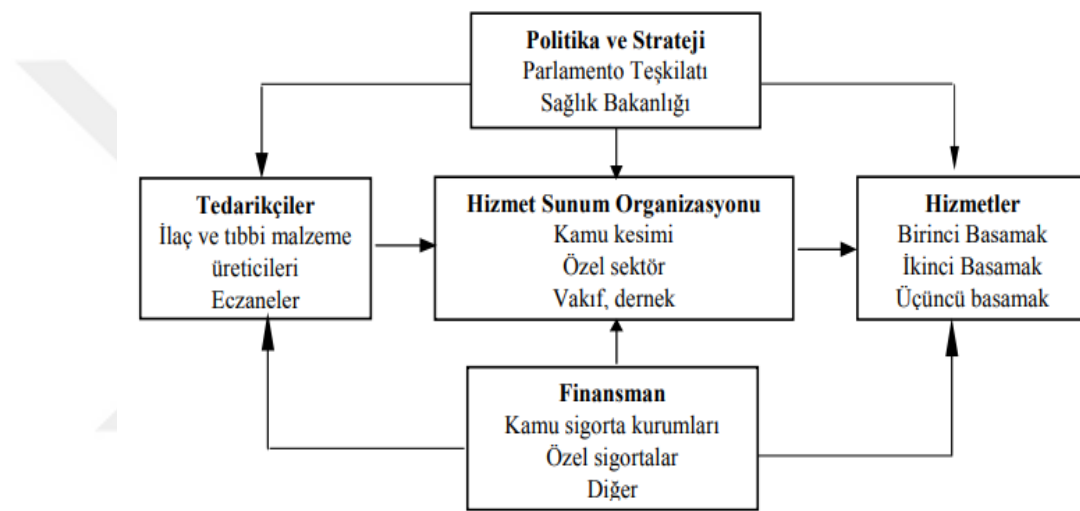 Politika ve Strateji
Parlamento Teşkilatı
Sağlık Bakanlığı
Tedarikçiler
İlaç ve tıbbi malzeme
üreticileri
Eczaneler
Hizmet Sunum Organizasyonu
Kamu kesimi
Özel sektör
Vakıf, dernek
Hizmetler
Birinci Basamak
İkinci Basamak
Üçüncü basamak
Finansman
Kamu sigorta kurumları
Özel sigortalar
Diğer